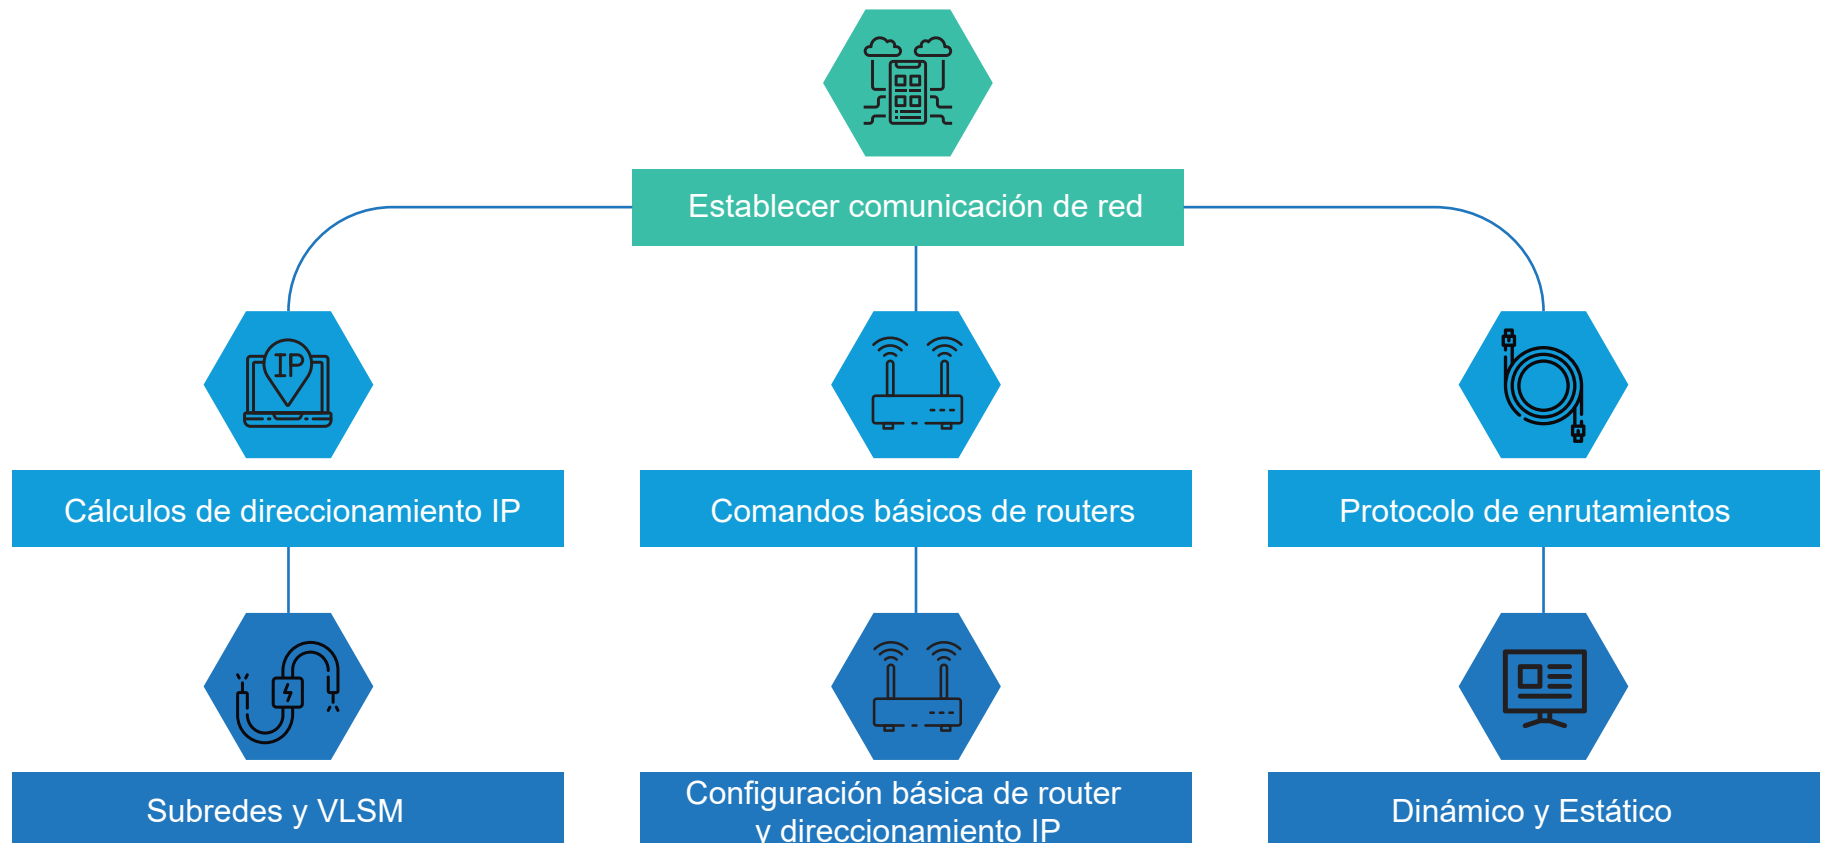 Establecer comunicación de red
IP
Cálculos de direccionamiento IP
Comandos básicos de routers
Protocolo de enrutamientos
Subredes y VLSM
Configuración básica de router
y direccionamiento IP
Dinámico y Estático